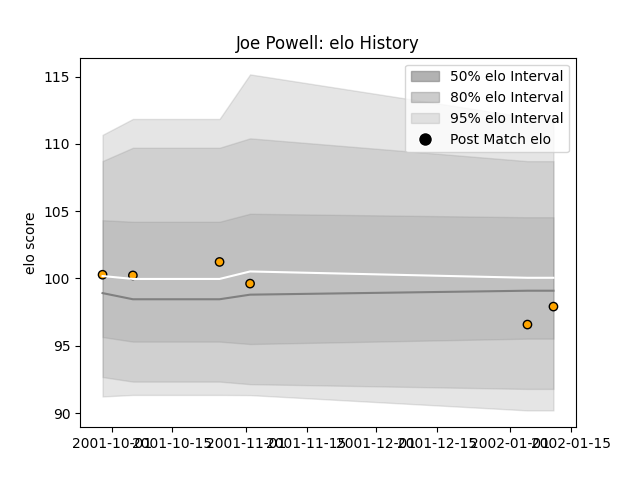 Joe Powell: elo History
50% elo Interval
80% elo Interval
95% elo Interval
Post Match elo
elo score
115
110
105
100
95
90
2001-10-01 2001-10-15 2001-11-01 2001-11-15 2001-12-01 2001-12-15 2002-01-01 2002-01-15